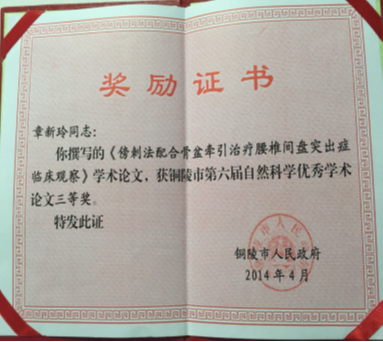 奖励证书
章新玲同志：
你撰写的《傍刺法配合骨盆牵引治疗腰椎间盘突出症
临床观察》学术论文，获铜陵市第六届自然科学优秀学术
论文三等奖。
特发此证
铜陵市人民政府
2014年4月